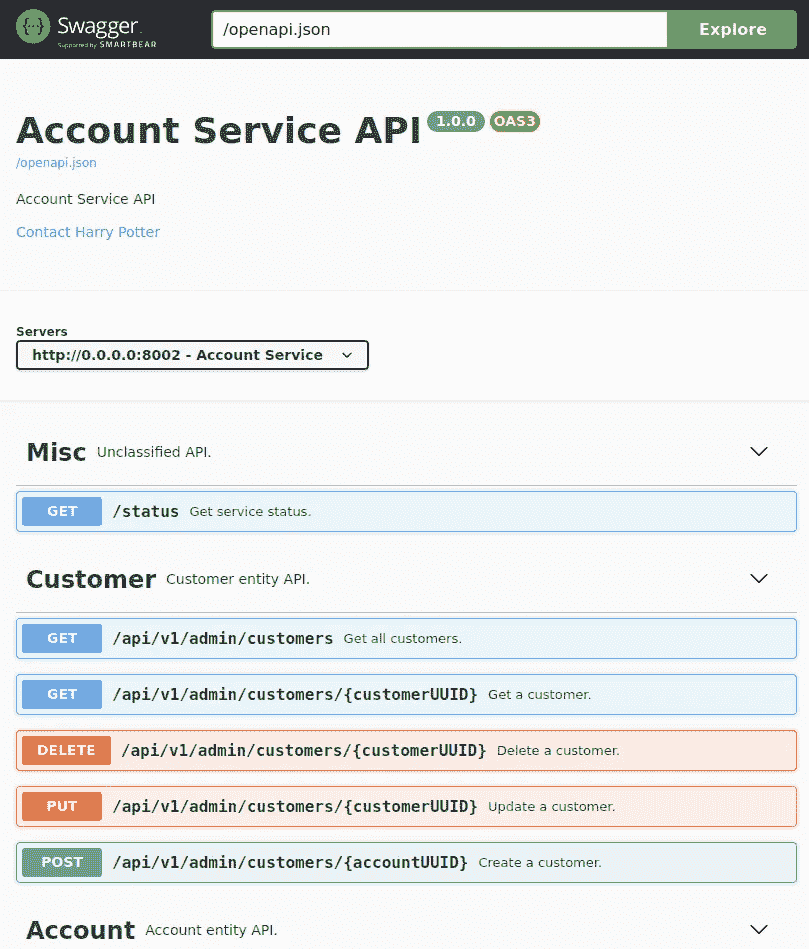 Swagger.
Supported by SMARTBEAR
/openapi.json
Explore
Account Service API 1.0.0 OAS3
/openapi.json
Account Service API
Contact Harry Potter
Servers
http://0.0.0.0:8002 - Account Service
Misc Unclassified API.
GET /status Get service status.
Customer Customer entity API.
GET /api/v1/admin/customers Get all customers.
GET /api/v1/admin/customers/{customerUUID} Get a customer.
DELETE /api/v1/admin/customers/{customerUUID} Delete a customer.
PUT /api/v1/admin/customers/{customerUUID} Update a customer.
POST /api/v1/admin/customers/{accountUUID} Create a customer.
Account Account entity API.